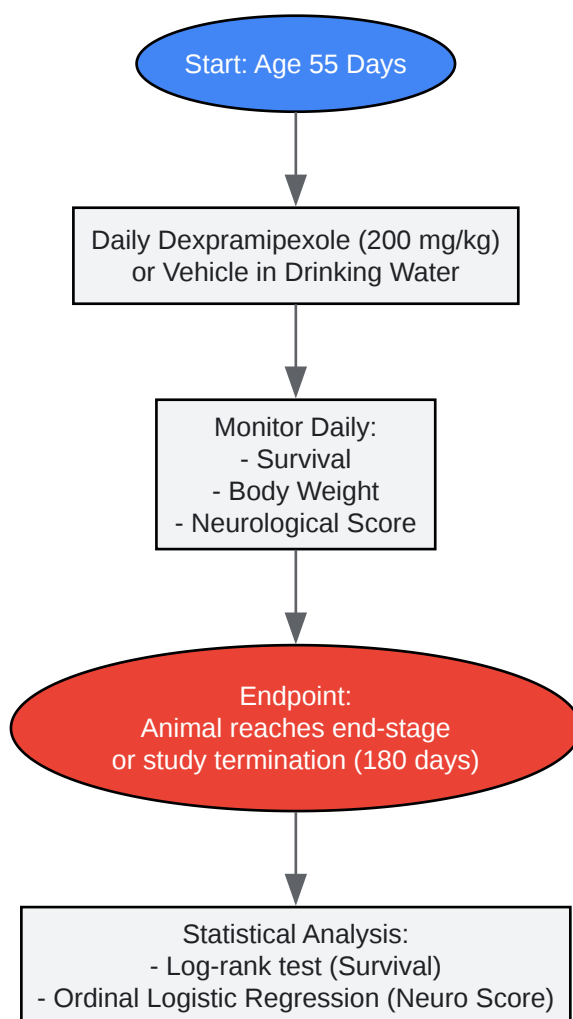 Start: Age 55 Days
Daily Dexpramipexole (200 mg/kg)
or Vehicle in Drinking Water
Monitor Daily:
- Survival
- Body Weight
- Neurological Score
Endpoint:
Animal reaches end-stage
or study termination (180 days)
Statistical Analysis:
- Log-rank test (Survival)
- Ordinal Logistic Regression (Neuro Score)